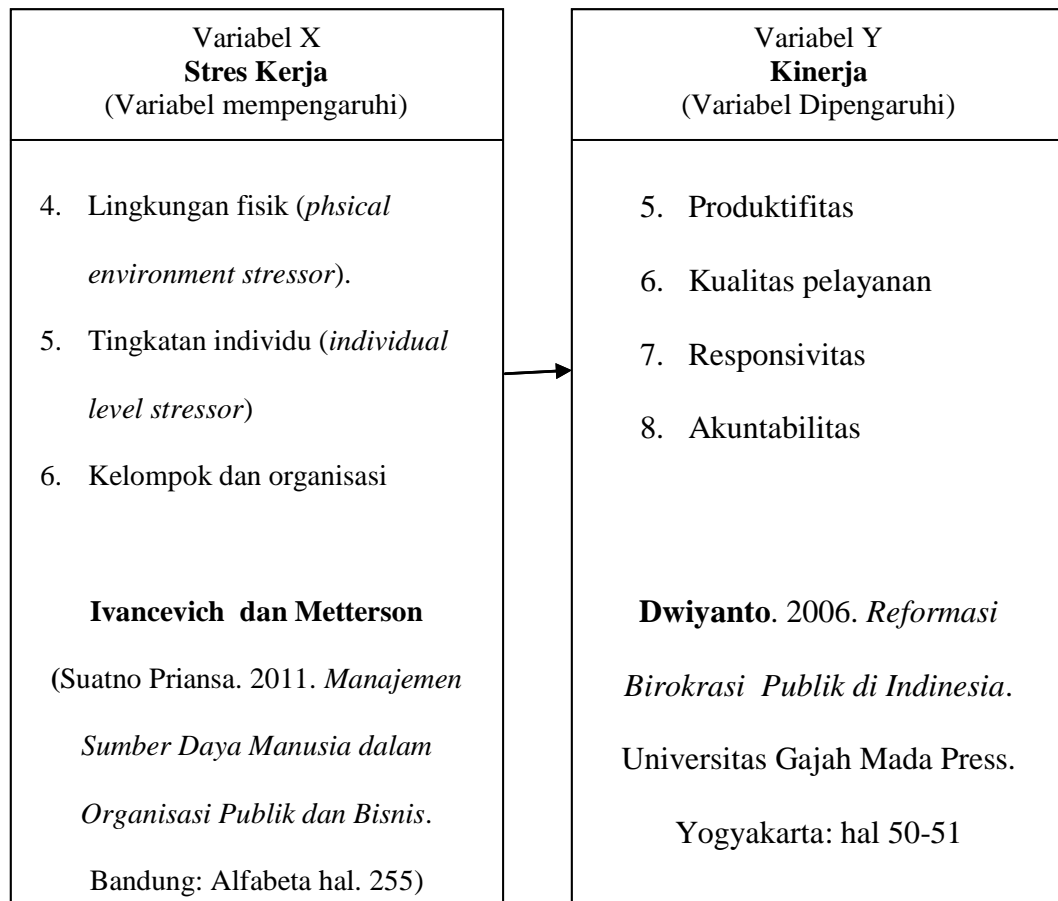 Variabel X
Stres Kerja
(Variabel mempengaruhi)
4. Lingkungan fisik (phsical
environment stressor).
5. Tingkatan individu (individual
level stressor)
6. Kelompok dan organisasi
Ivancevich dan Metterson
(Suatno Priansa. 2011. Manajemen
Sumber Daya Manusia dalam
Organisasi Publik dan Bisnis.
Bandung: Alfabeta hal. 255)
Variabel Y
Kinerja
(Variabel Dipengaruhi)
5. Produktifitas
6. Kualitas pelayanan
7. Responsivitas
8. Akuntabilitas
Dwiyanto. 2006. Reformasi
Birokrasi Publik di Indinesia.
Universitas Gajah Mada Press.
Yogyakarta: hal 50-51